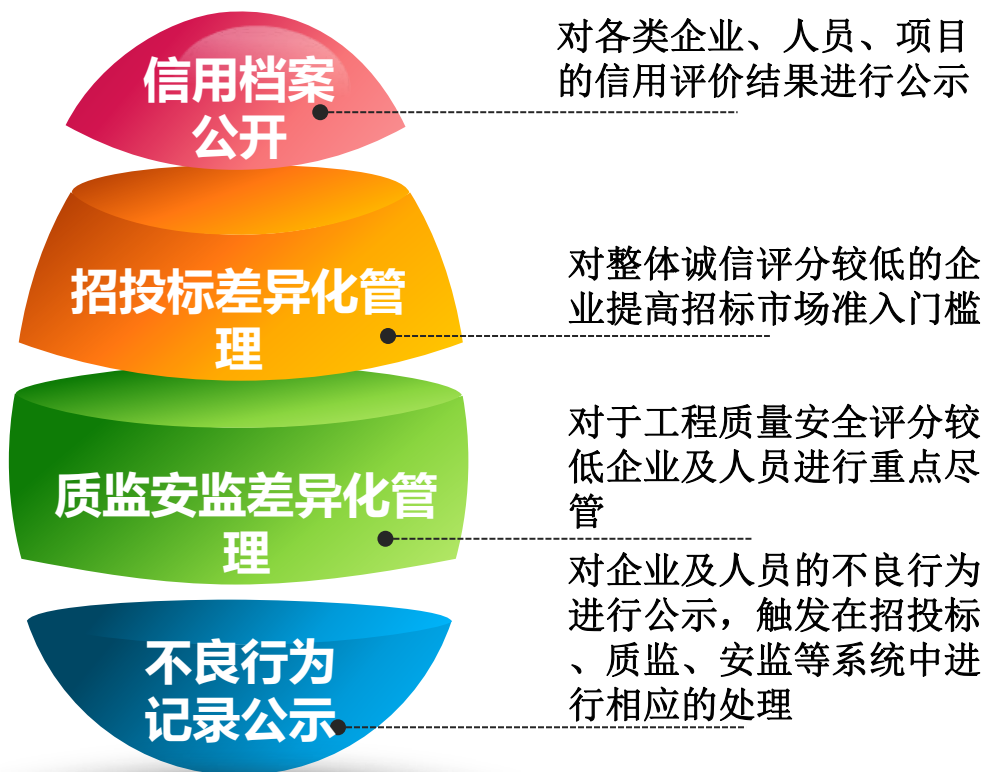 信用档案
公开
对各类企业、人员、项目
的信用评价结果进行公示
招投标差异化管
理
对整体诚信评分较低的企
业提高招标市场准入门槛
质监安监差异化管
理
对于工程质量安全评分较
低企业及人员进行重点尽
管
不良行为
记录公示
对企业及人员的不良行为
进行公示，触发在招投标
、质监、安监等系统中进
行相应的处理